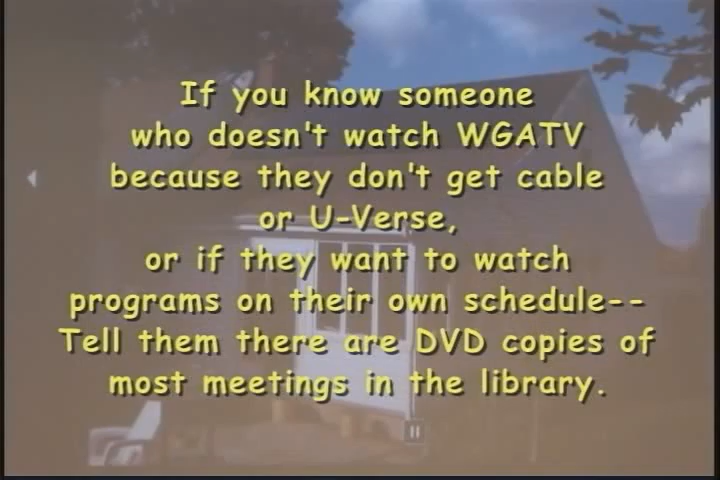 If you know someone
who doesn't watch WGATV
because they don't get cable
or U-Verse,
or if they want to watch
programs on their own schedule--
Tell them there are DVD copies of
most meetings in the library.